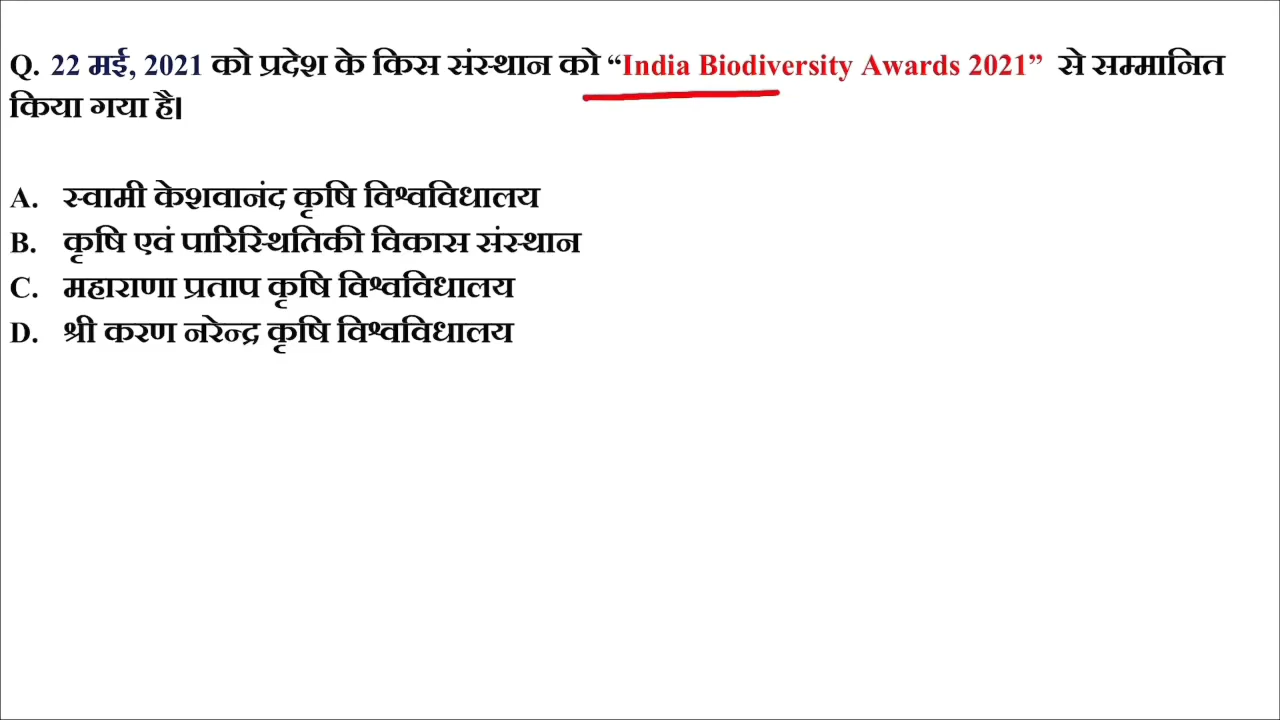 Q. 22 मई, 2021 को प्रदेश के किस संस्थान को “India Biodiversity Awards 2021” से सम्मानित
किया गया है।
A. स्वामी केशवानंद कृषि विश्वविधालय
B. कृषि एवं पारिस्थितिकी विकास संस्थान
C. महाराणा प्रताप कृषि विश्वविधालय
D. श्री करण नरेन्द्र कृषि विश्वविधालय